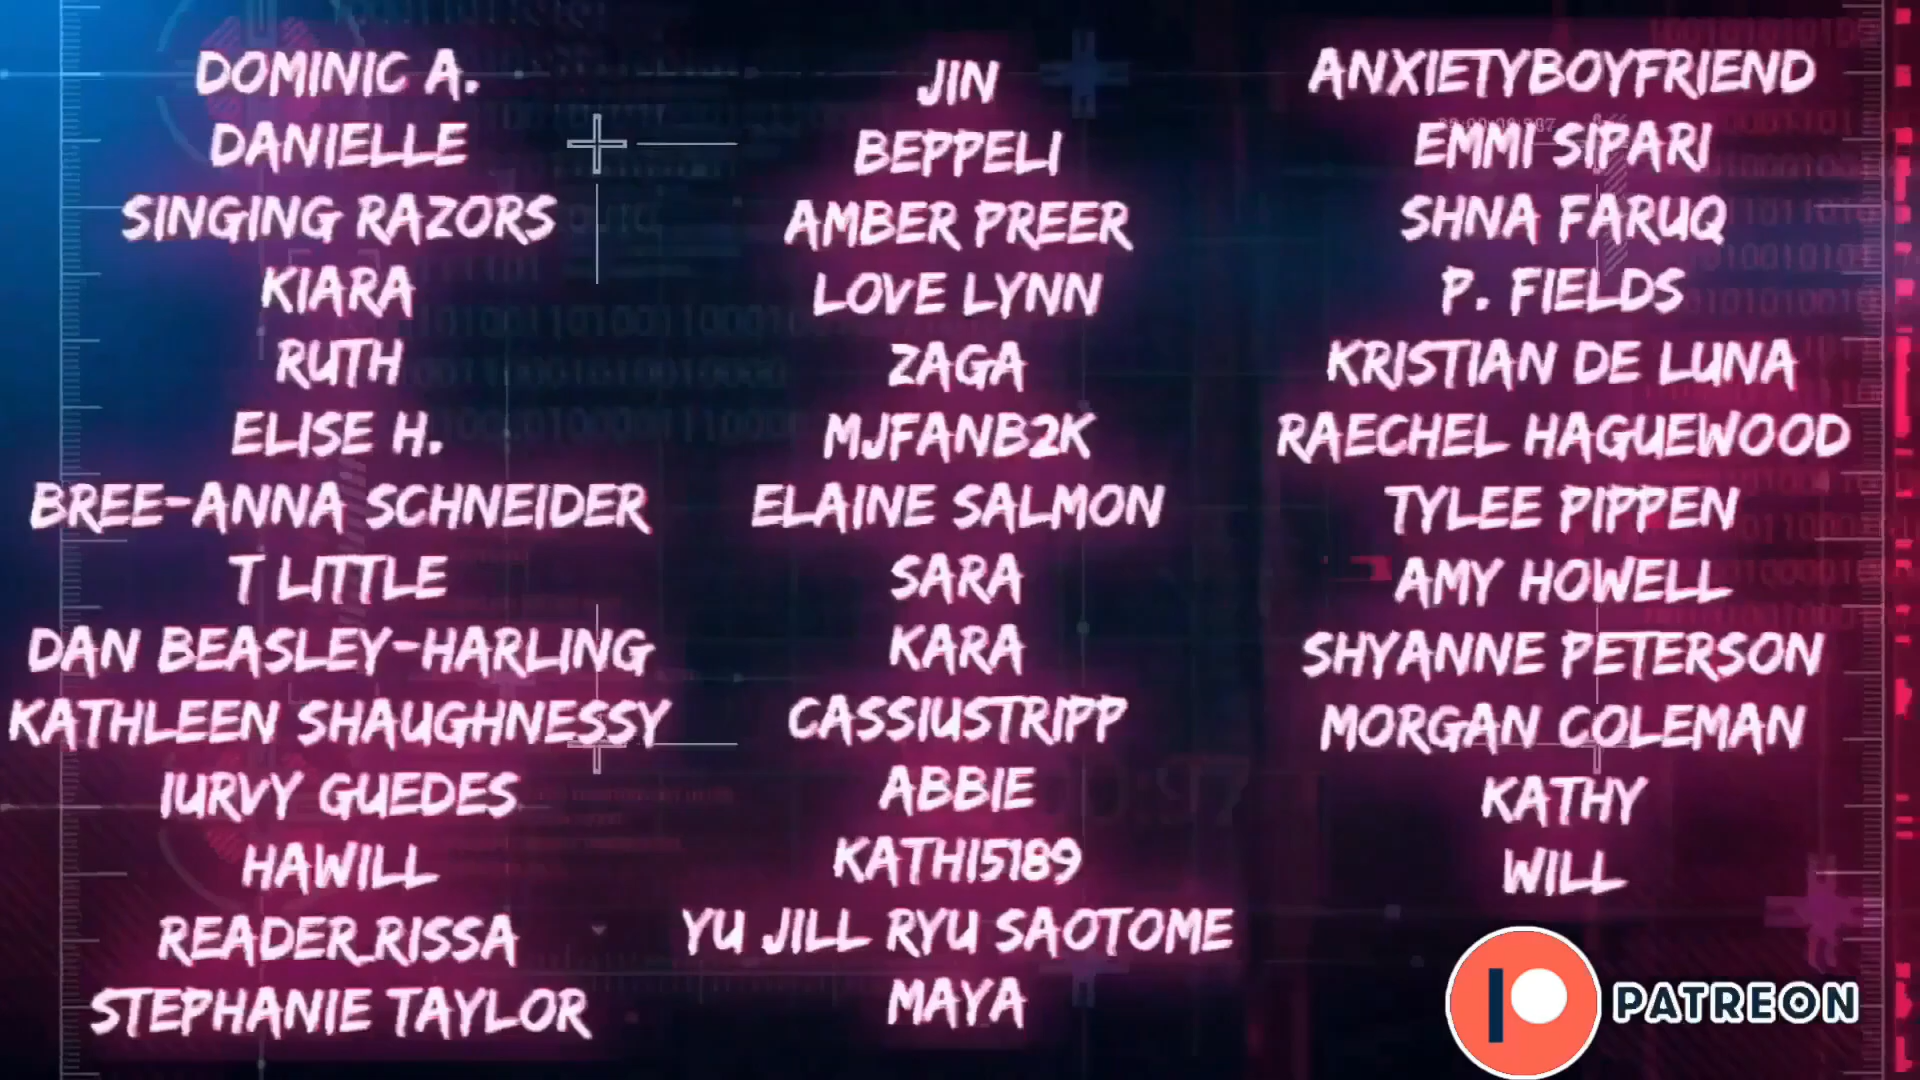 DOMINIC A.
DANIELLE
SINGING RAZORS
KIARA
RUTH
ELISE H.
BREE-ANNA SCHNEIDER
T LITTLE
DAN BEASLEY-HARLING
KATHLEEN SHAUGHNESSY
IURVY GUEDES
HAWILL
READER_RISSA
STEPHANIE TAYLOR
JIN
BEPPELI
AMBER PREER
LOVE LYNN
ZAGA
MJFANB2K
ELAINE SALMON
SARA
KARA
CASSIUSTRIPP
ABBIE
KATHI5189
YU JILL RYU SAOTOME
MAYA
ANXIETYBOYFRIEND
EMMI SIPARI
SHNA FARUQ
P. FIELDS
KRISTIAN DE LUNA
RAECHEL HAGUEWOOD
TYLEE PIPPEN
AMY HOWELL
SHYANNE PETERSON
MORGAN COLEMAN
KATHY
WILL
PATREON